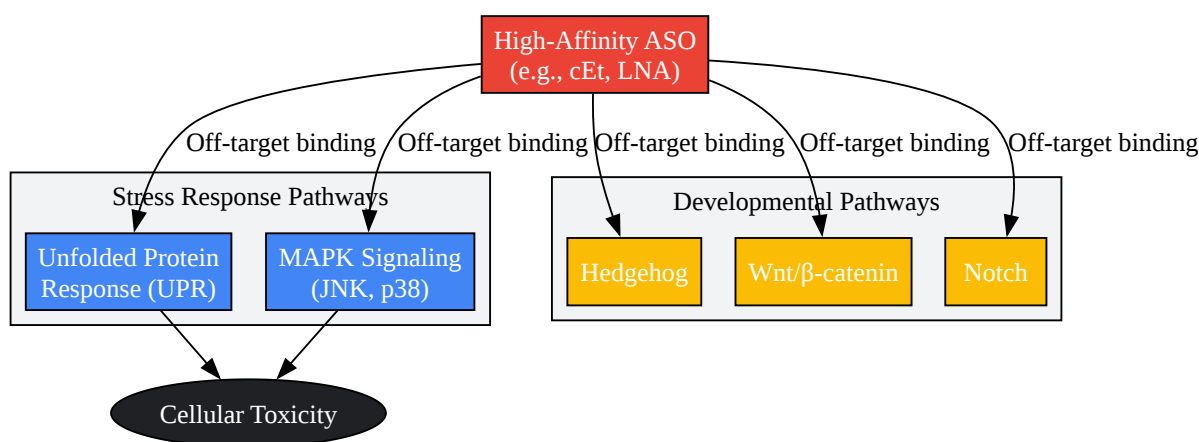 High-Affinity ASO
(e.g., cEt, LNA)
Off-target binding
Off-target binding
Off-target binding
Off-target binding
Off-target binding
Stress Response Pathways
Developmental Pathways
Unfolded Protein
Response (UPR)
MAPK Signaling
(JNK, p38)
Hedgehog
Wnt/β-catenin
Notch
Cellular Toxicity